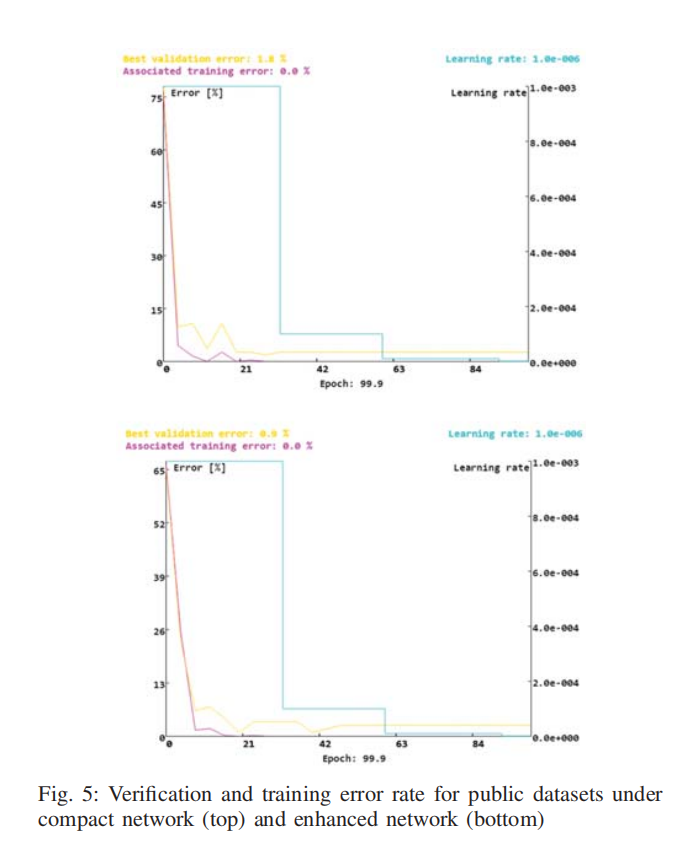 Best validation error: 1.8 %
Learning rate: 1.0e-006
Associated training error: 0.0 %
Error [%]
Learning rate
75
60
45
30
15
0
1.0e-003
8.0e-004
6.0e-004
4.0e-004
2.0e-004
0.0e+000
0
21
42
63
84
Epoch: 99.9
Best validation error: 0.9 %
Learning rate: 1.0e-006
Associated training error: 0.0 %
Error [%]
Learning rate
65
52
39
26
13
0
1.0e-003
8.0e-004
6.0e-004
4.0e-004
2.0e-004
0.0e+000
0
21
42
63
84
Epoch: 99.9
Fig. 5: Verification and training error rate for public datasets under
compact network (top) and enhanced network (bottom)